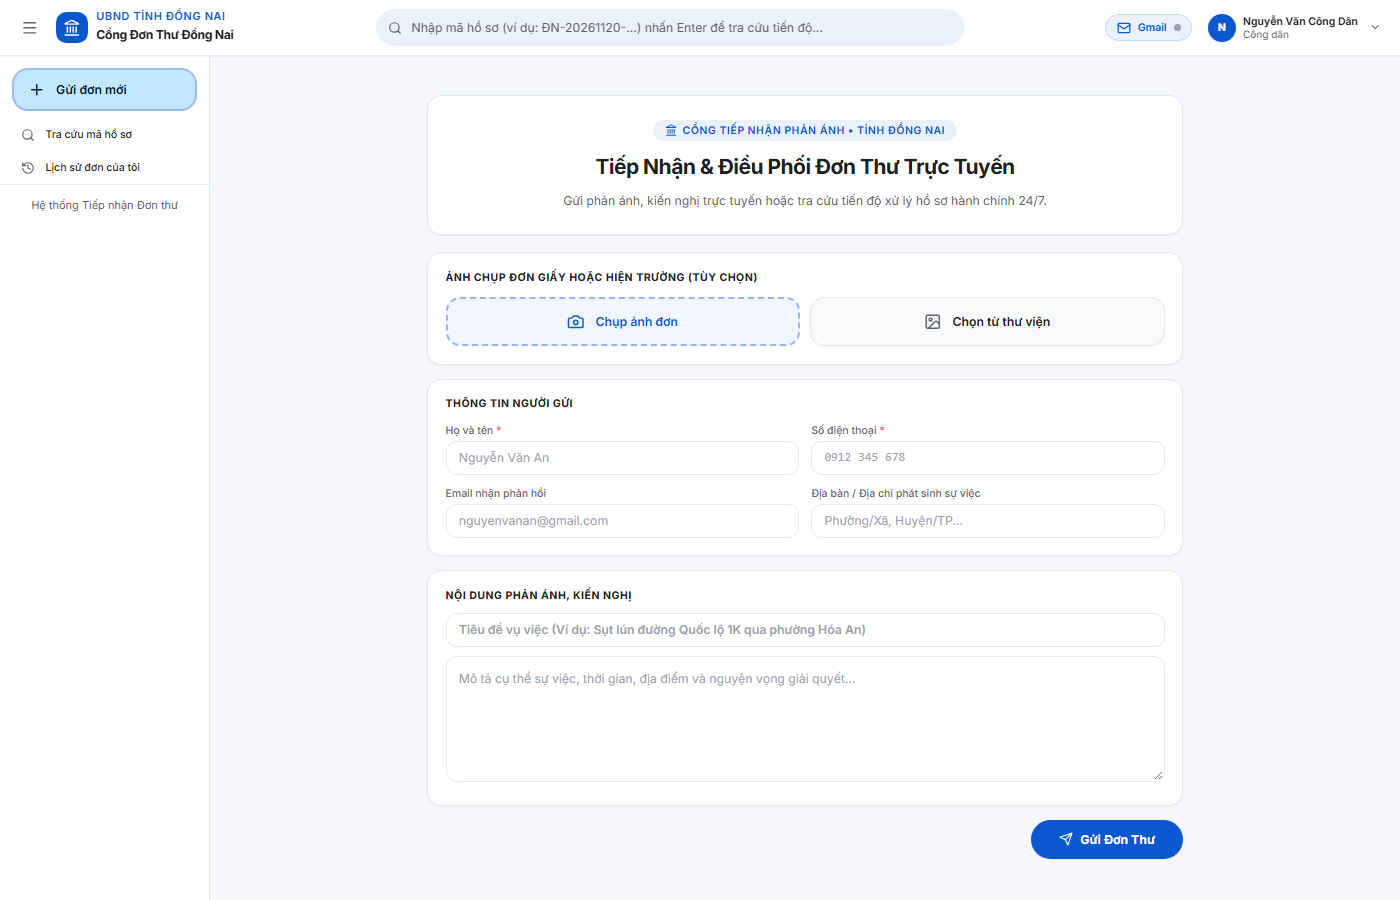 UBND TỈNH ĐỒNG NAI
Cổng Đơn Thư Đồng Nai
Nhập mã hồ sơ (ví dụ: ĐN-20261120-...) nhấn Enter để tra cứu tiến độ...
Gmail
N
Nguyễn Văn Công Dân
Công dân
Gửi đơn mới
Tra cứu mã hồ sơ
Lịch sử đơn của tôi
Hệ thống Tiếp nhận Đơn thư
CỔNG TIẾP NHẬN PHẢN ÁNH • TỈNH ĐỒNG NAI
Tiếp Nhận & Điều Phối Đơn Thư Trực Tuyến
Gửi phản ánh, kiến nghị trực tuyến hoặc tra cứu tiến độ xử lý hồ sơ hành chính 24/7.
ẢNH CHỤP ĐƠN GIẤY HOẶC HIỆN TRƯỜNG (TÙY CHỌN)
Chụp ảnh đơn
Chọn từ thư viện
THÔNG TIN NGƯỜI GỬI
Họ và tên *
Số điện thoại *
Nguyễn Văn An
0912 345 678
Email nhận phản hồi
Địa bàn / Địa chỉ phát sinh sự việc
nguyenvanan@gmail.com
Phường/Xã, Huyện/TP...
NỘI DUNG PHẢN ÁNH, KIẾN NGHỊ
Tiêu đề vụ việc (Ví dụ: Sụt lún đường Quốc lộ 1K qua phường Hóa An)
Mô tả cụ thể sự việc, thời gian, địa điểm và nguyện vọng giải quyết...
Gửi Đơn Thư